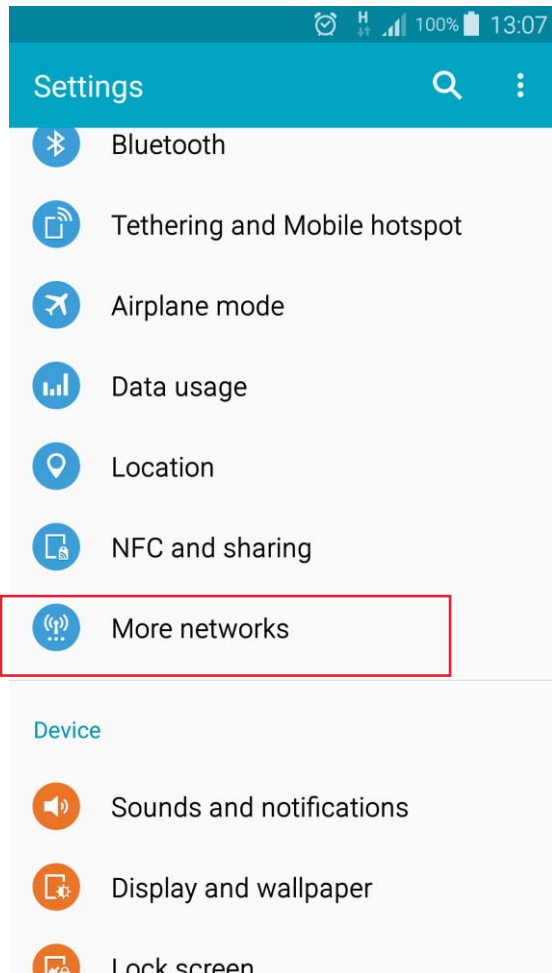 H 100% 13:07
Settings
Bluetooth
Tethering and Mobile hotspot
Airplane mode
Data usage
Location
NFC and sharing
More networks
Device
Sounds and notifications
Display and wallpaper
Lock screen